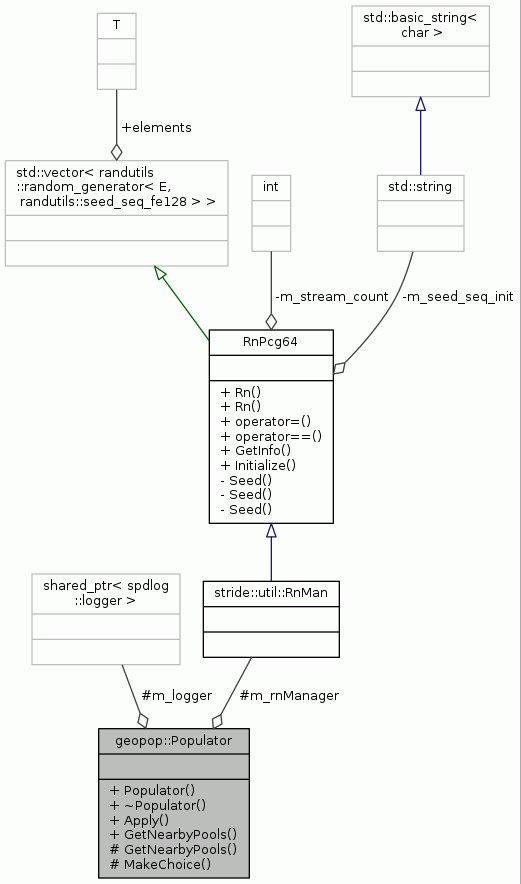 T
std::basic_string<
char >
+elements
std::vector< randutils
::random_generator< E,
randutils::seed_seq_fe128 > >
int
std::string
-m_stream_count
-m_seed_seq_init
RnPcg64
+ Rn()
+ Rn()
+ operator=()
+ operator==()
+ GetInfo()
+ Initialize()
- Seed()
- Seed()
- Seed()
shared_ptr< spdlog
::logger >
stride::util::RnMan
#m_logger
#m_rnManager
geopop::Populator
+ Populator()
+ ~Populator()
+ Apply()
+ GetNearbyPools()
# GetNearbyPools()
# MakeChoice()